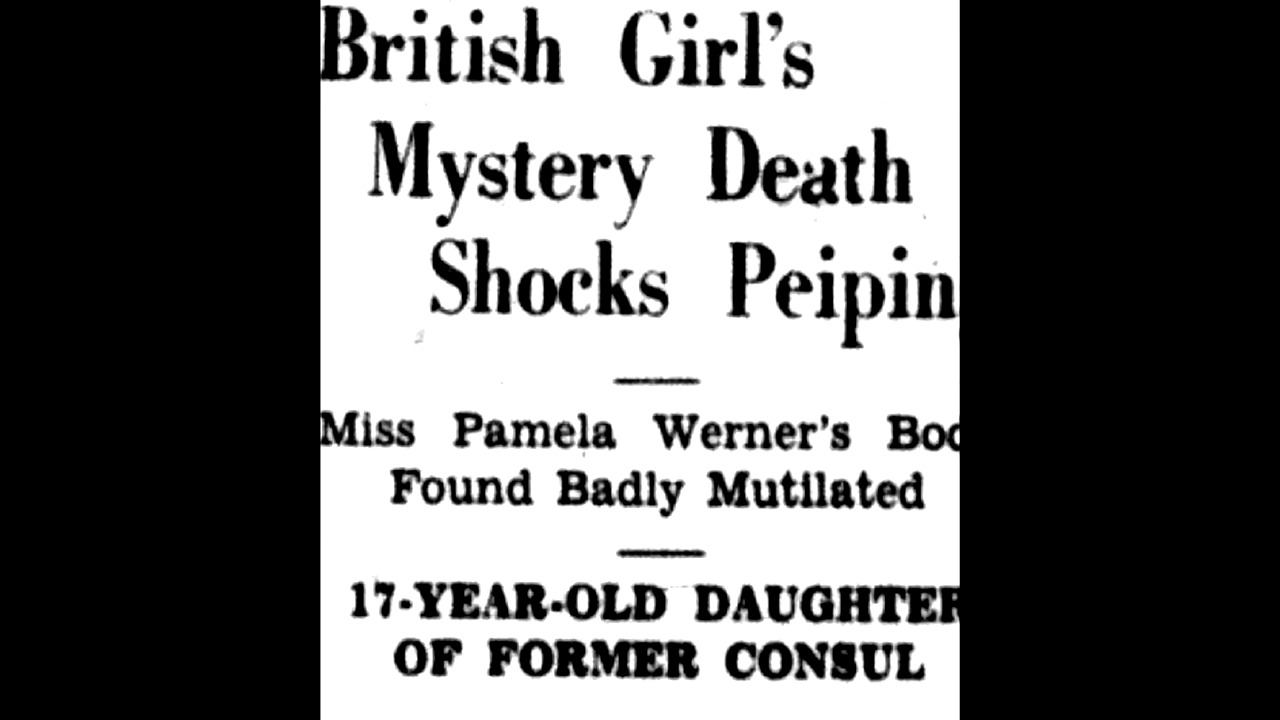 British Girl's
Mystery Death
Shocks Peipin
Miss Pamela Werner's Bod
Found Badly Mutilated
17-YEAR-OLD DAUGHTER
OF FORMER CONSUL